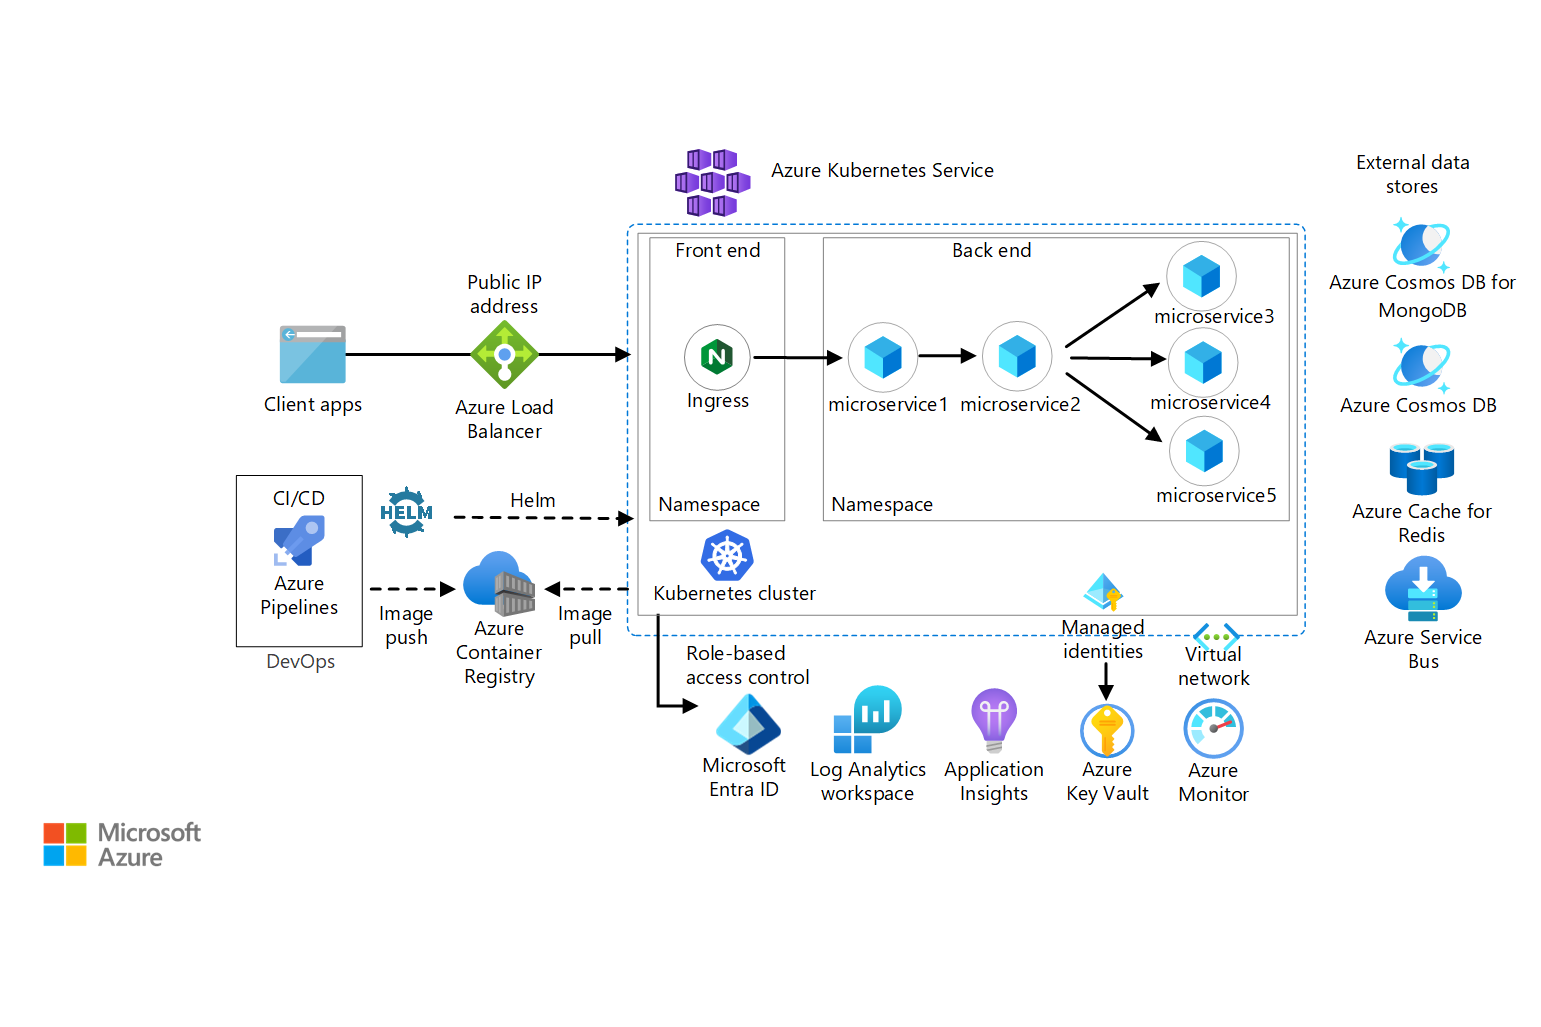 Azure Kubernetes Service
External data
stores
Front end
Back end
Public IP
address
Azure Cosmos DB for
MongoDB
microservice3
Client apps
Azure Load
Balancer
Ingress
microservice1
microservice2
microservice4
Azure Cosmos DB
microservice5
CI/CD
HELM
Helm
Namespace
Namespace
Azure Cache for
Redis
Azure
Pipelines
Image
push
Image
pull
Kubernetes cluster
Azure
Container
Registry
Managed
identities
Azure Service
Bus
DevOps
Role-based
access control
Virtual
network
Microsoft
Entra ID
Log Analytics
workspace
Application
Insights
Azure
Key Vault
Azure
Monitor
Microsoft
Azure